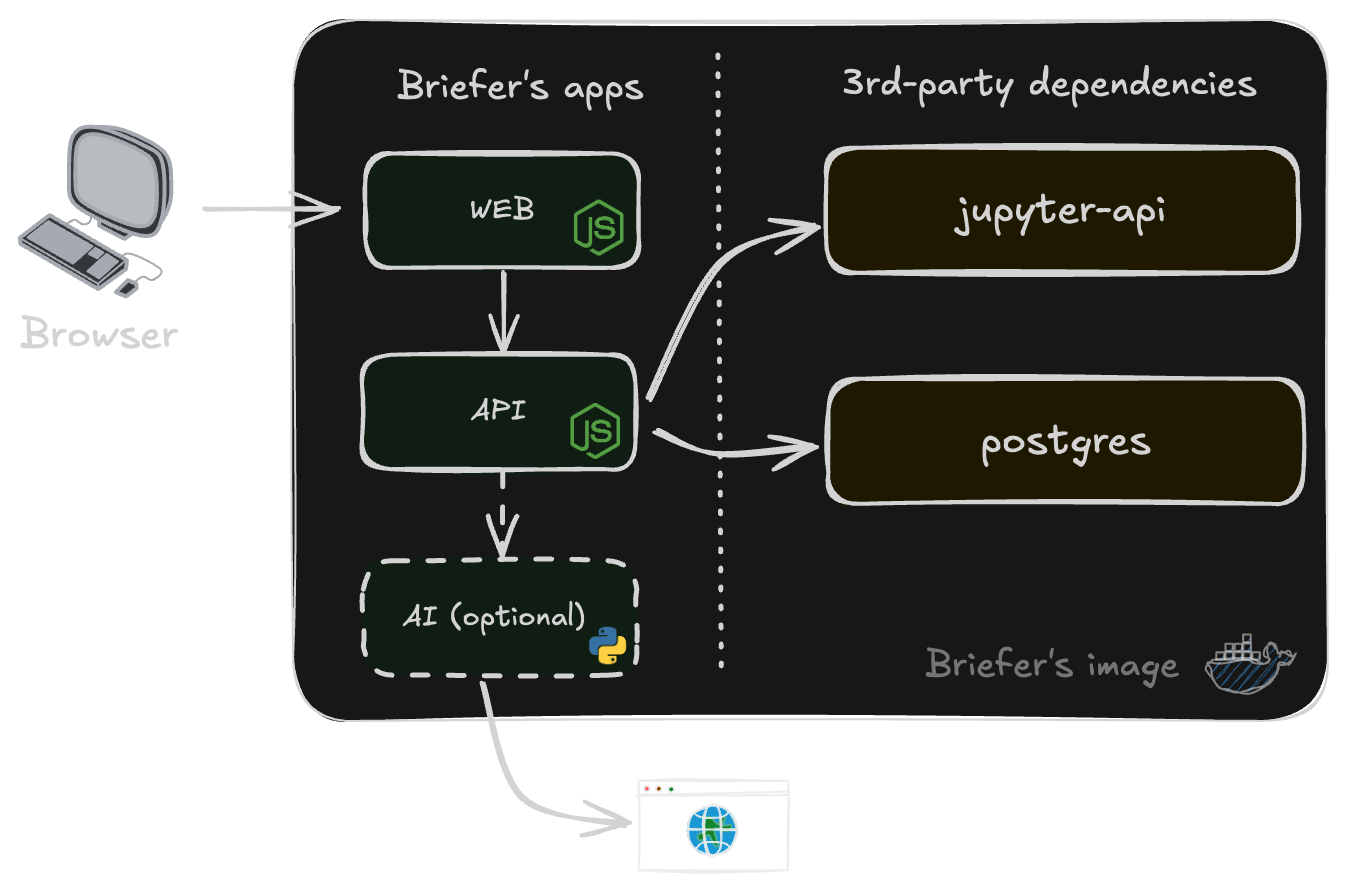 Briefer's apps
3rd-party dependencies
Browser
WEB
JS
jupyter-api
API
JS
postgres
AI (optional)
Briefer's image